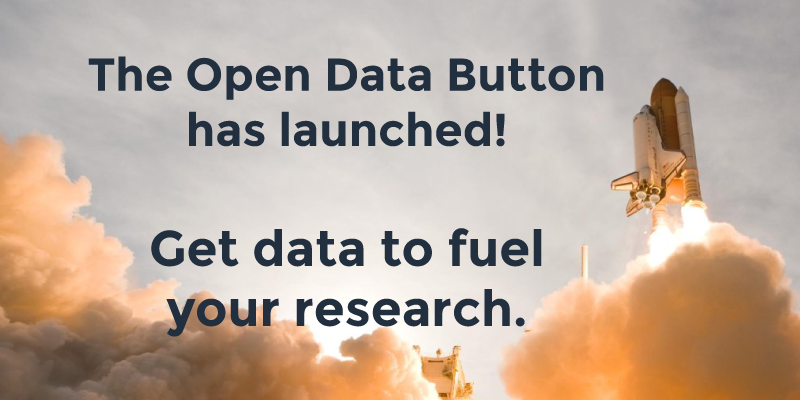 The Open Data Button
has launched!
Get data to fuel
your research.